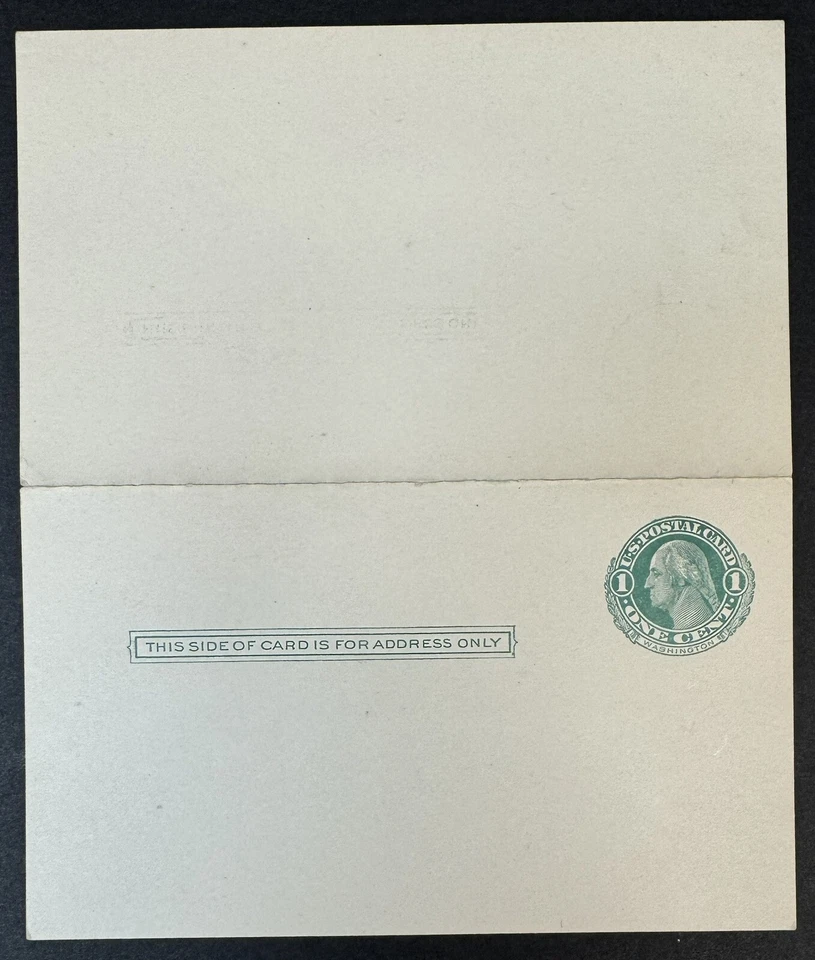 U.S. POSTAL CARD
1 1
ONE CENT
WASHINGTON
THIS SIDE OF CARD IS FOR ADDRESS ONLY